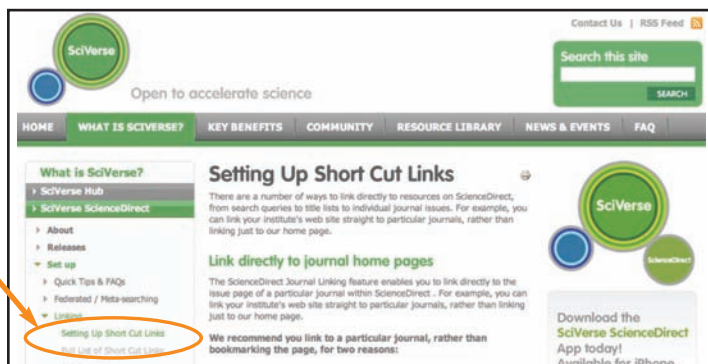 Contact Us | RSS Feed
SciVerse
Open to accelerate science
Search this site
SEARCH
HOME WHAT IS SCIVERSE? KEY BENEFITS COMMUNITY RESOURCE LIBRARY NEWS & EVENTS FAQ
What is SciVerse?
SciVerse Hub
SciVerse ScienceDirect
About
Releases
Set up
Quick Tips & FAQs
Federated / Meta-searching
Linking
Setting Up Short Cut Links
Full List of Short Cut Links
Setting Up Short Cut Links
There are a number of ways to link directly to resources on ScienceDirect,
from search queries to title lists to individual journal issues. For example, you
can link your institute's web site straight to particular journals, rather than
linking just to our home page.
Link directly to journal home pages
The ScienceDirect Journal Linking feature enables you to link directly to the
issue page of a particular journal within ScienceDirect . For example, you can
link your institute's web site straight to particular journals, rather than linking
just to our home page.
We recommend you link to a particular journal, rather than
bookmarking the page, for two reasons:
SciVerse
ScienceDirect
Download the
SciVerse ScienceDirect
App today!
Available for iPhone